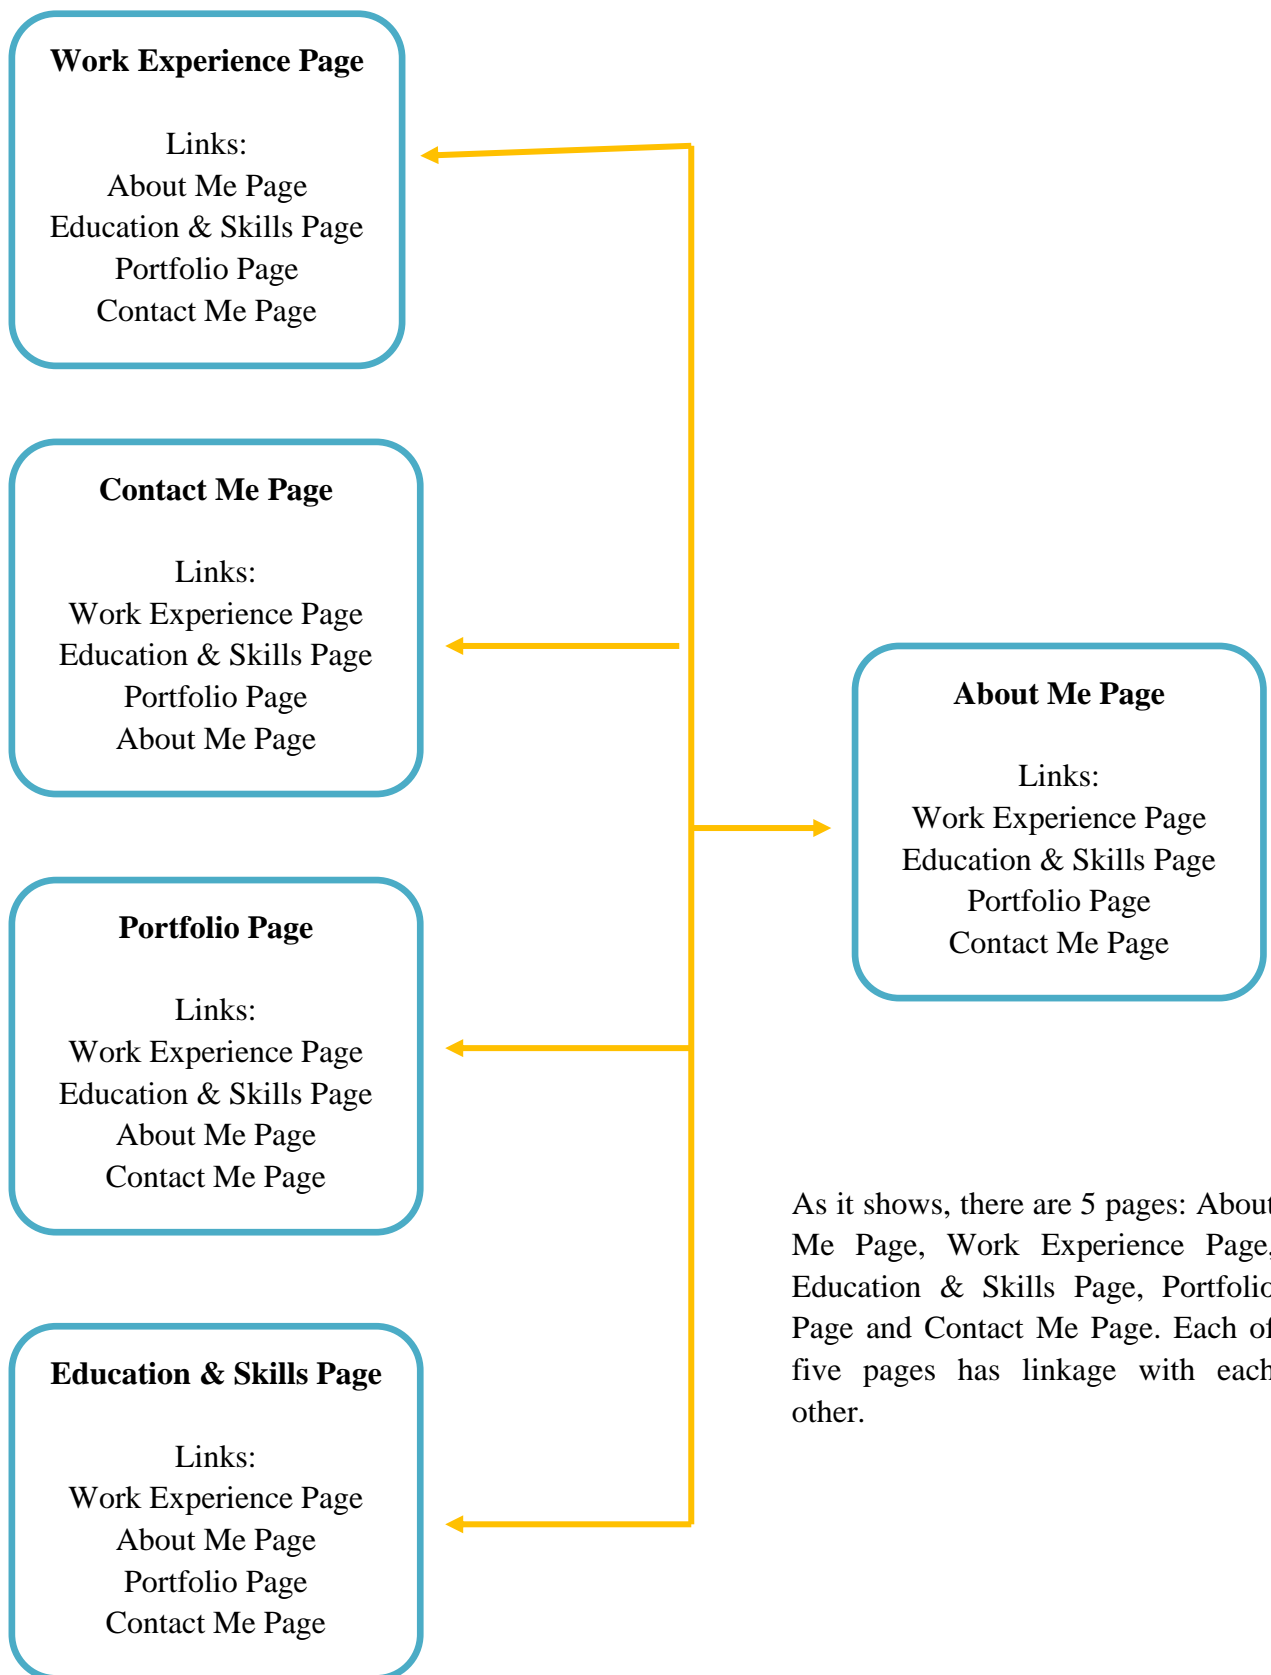 Work Experience Page
Links:
About Me Page
Education & Skills Page
Portfolio Page
Contact Me Page
Contact Me Page
Links:
Work Experience Page
Education & Skills Page
Portfolio Page
About Me Page
About Me Page
Links:
Work Experience Page
Education & Skills Page
Portfolio Page
Contact Me Page
Portfolio Page
Links:
Work Experience Page
Education & Skills Page
About Me Page
Contact Me Page
As it shows, there are 5 pages: About
Me Page, Work Experience Page,
Education & Skills Page, Portfolio
Page and Contact Me Page. Each of
five pages has linkage with each
other.
Education & Skills Page
Links:
Work Experience Page
About Me Page
Portfolio Page
Contact Me Page